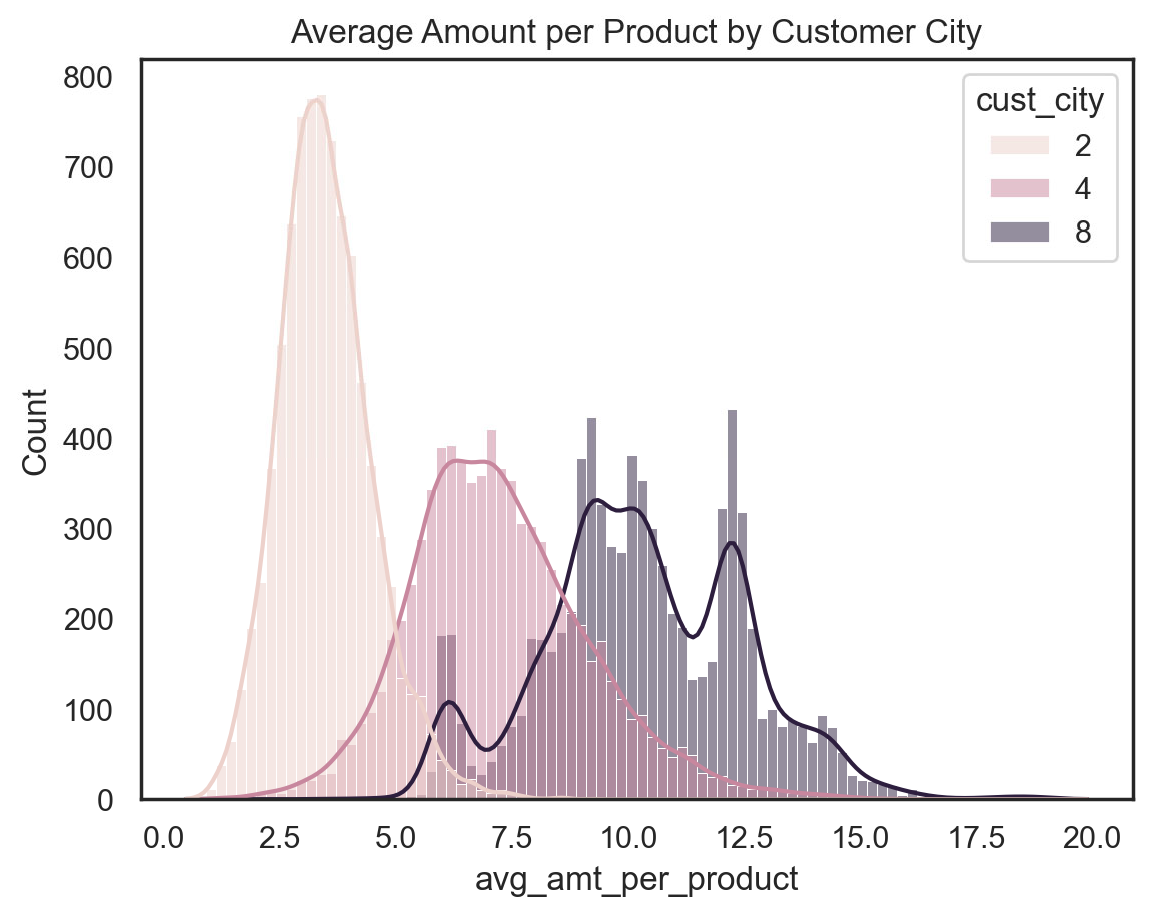 Average Amount per Product by Customer City
800
700
600
500
400
300
200
100
0
Count
cust_city
2
4
8
0.0 2.5 5.0 7.5 10.0 12.5 15.0 17.5 20.0
avg_amt_per_product